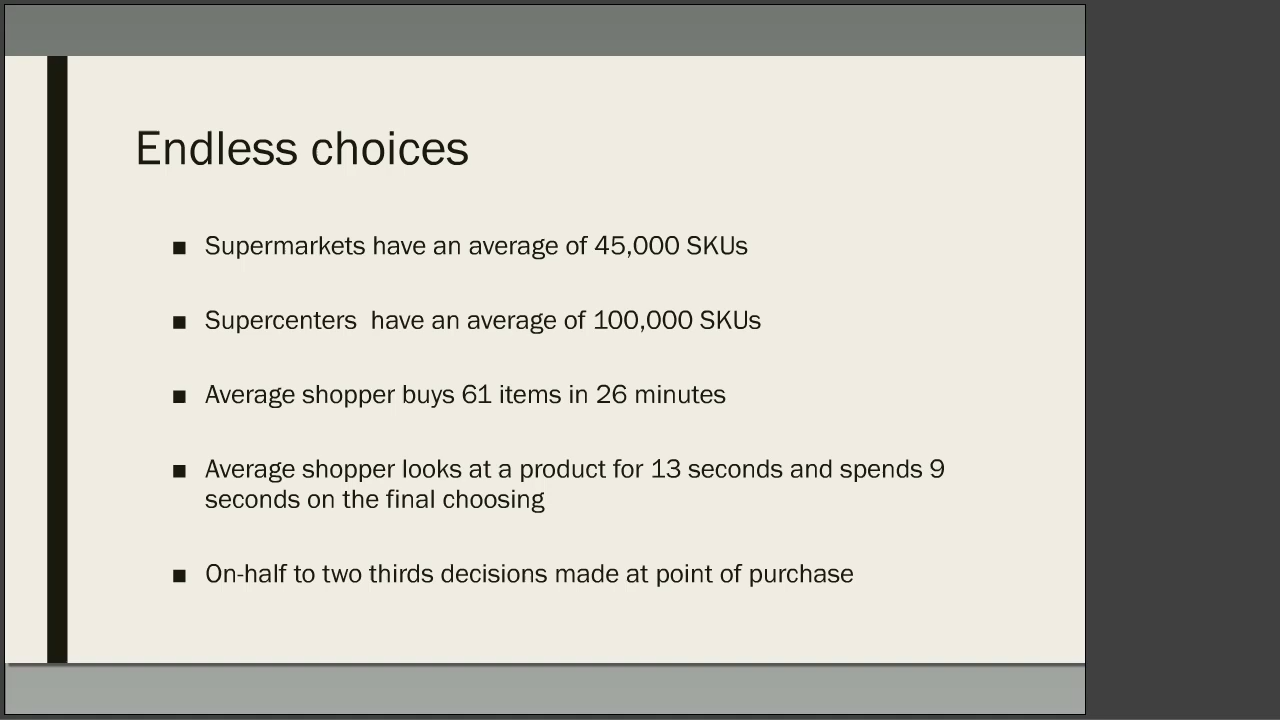 Endless choices
■ Supermarkets have an average of 45,000 SKUs
■ Supercenters  have an average of 100,000 SKUs
■ Average shopper buys 61 items in 26 minutes
■ Average shopper looks at a product for 13 seconds and spends 9
seconds on the final choosing
■ On-half to two thirds decisions made at point of purchase